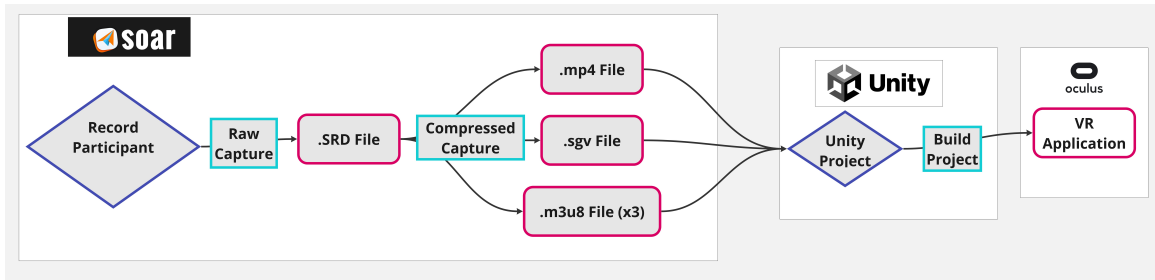 soar
Record
Participant
Raw
Capture
.SRD File
Compressed
Capture
.mp4 File
.sgv File
.m3u8 File (x3)
Unity
Unity
Project
Build
Project
oculus
VR
Application